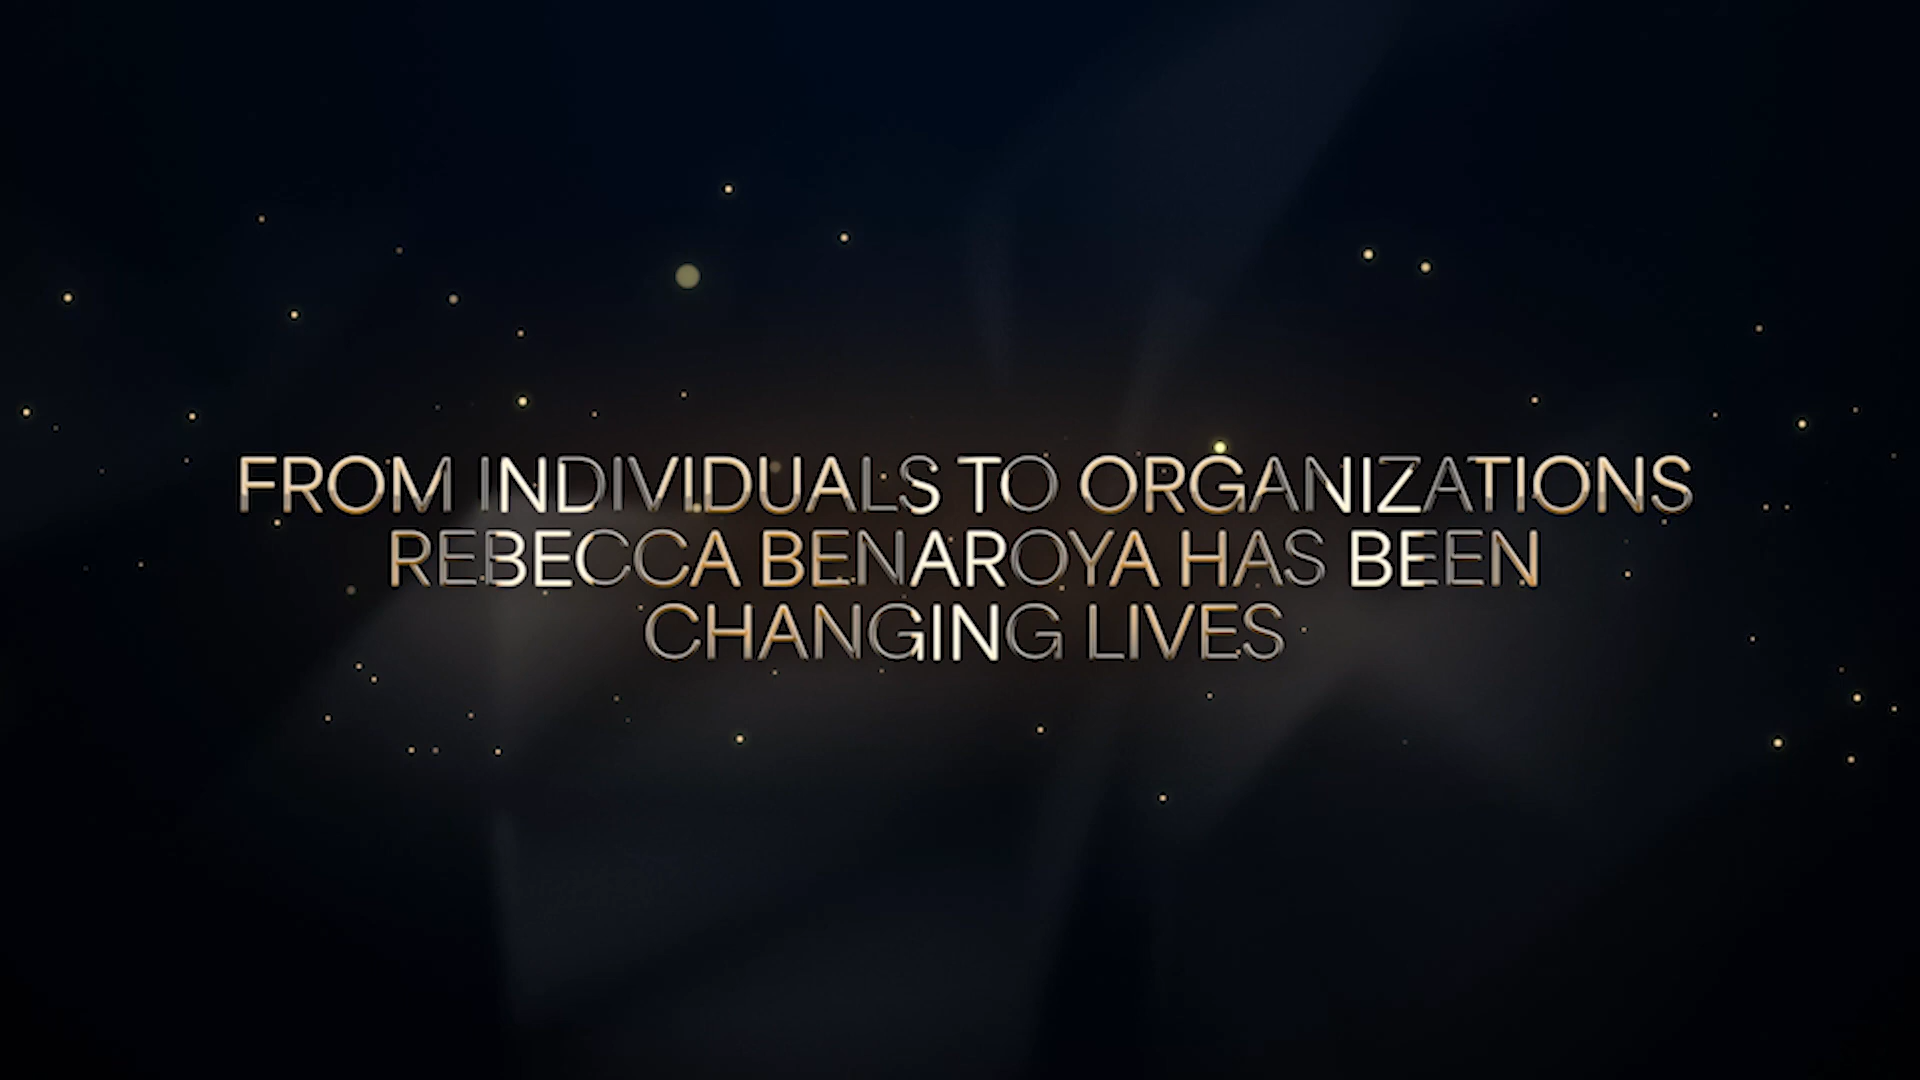 FROM INDIVIDUALS TO ORGANIZATIONS
REBECCA BENAROYA HAS BEEN
CHANGING LIVES